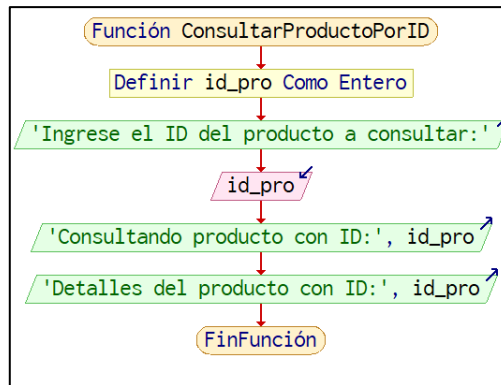 Función ConsultarProductoPorID
Definir id_pro Como Entero
'Ingrese el ID del producto a consultar:'
id_pro
'Consultando producto con ID:', id_pro
'Detalles del producto con ID:', id_pro
FinFunción